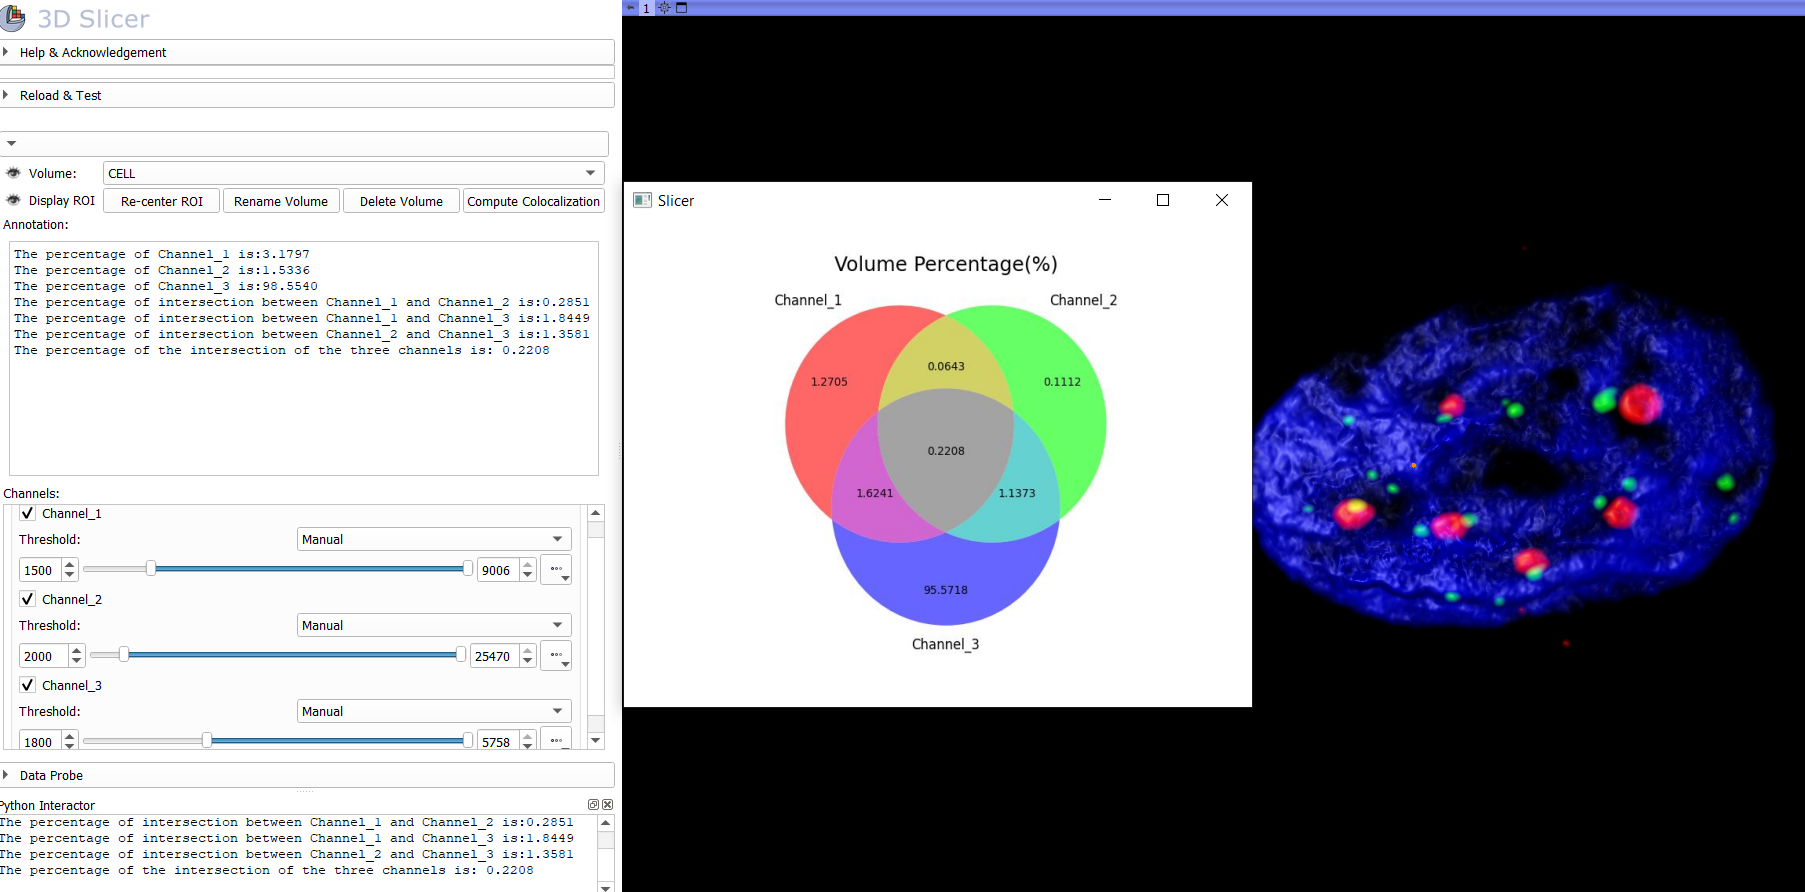 3D Slicer
Help & Acknowledgement
Reload & Test
Volume:
CELL
Display ROI
Re-center ROI
Rename Volume
Delete Volume
Compute Colocalization
Annotation:
The percentage of Channel_1 is:3.1797
The percentage of Channel_2 is:1.5336
The percentage of Channel_3 is:98.5540
The percentage of intersection between Channel_1 and Channel_2 is:0.2851
The percentage of intersection between Channel_1 and Channel_3 is:1.8449
The percentage of intersection between Channel_2 and Channel_3 is:1.3581
The percentage of the intersection of the three channels is: 0.2208
Channels:
Channel_1
Threshold:
Manual
1500
9006
Channel_2
Threshold:
Manual
2000
25470
Channel_3
Threshold:
Manual
1800
5758
Data Probe
Python Interactor
The percentage of intersection between Channel_1 and Channel_2 is:0.2851
The percentage of intersection between Channel_1 and Channel_3 is:1.8449
The percentage of intersection between Channel_2 and Channel_3 is:1.3581
The percentage of the intersection of the three channels is: 0.2208
1
Slicer
Volume Percentage(%)
Channel_1
Channel_2
0.0643
1.2705
0.1112
0.2208
1.6241
1.1373
95.5718
Channel_3